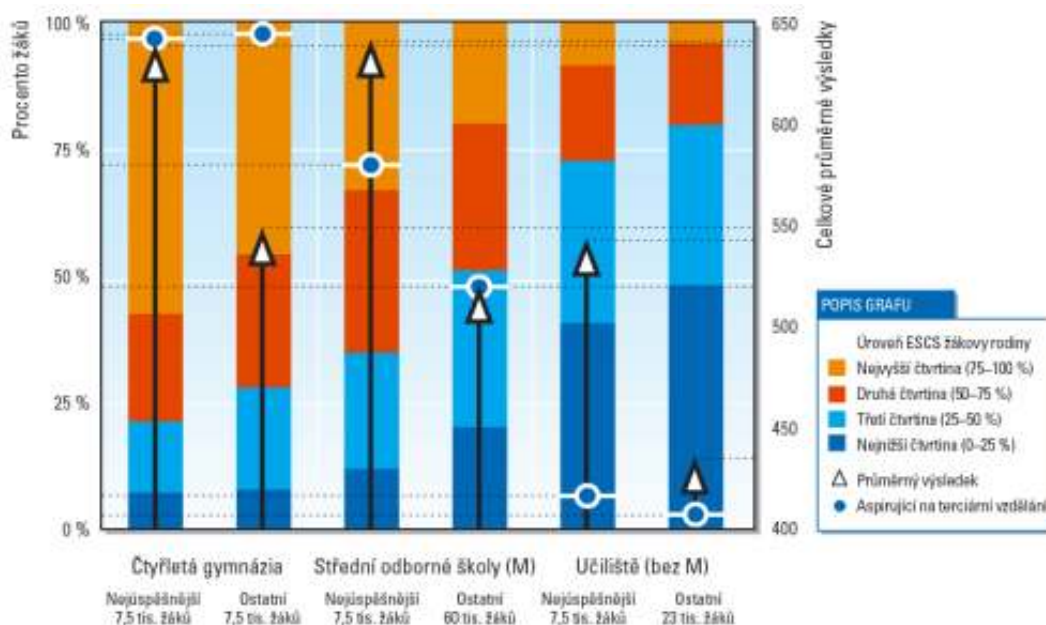 Procento žáků
100 %
75 %
50 %
25 %
0 %
650
600
550
500
450
400
Celkové průměrné výsledky
POPIS GRAFU
Úroveň ESCS žákovy rodiny
Nejvyšší čtvrtina (75–100 %)
Druhá čtvrtina (50–75 %)
Třetí čtvrtina (25–50 %)
Nejnižší čtvrtina (0–25 %)
Průměrný výsledek
Aspirující na terciární vzdělání
Čtyřletá gymnázia
Střední odborné školy (M)
Učiliště (bez M)
Nejúspěšnější
7,5 tis. žáků
Ostatní
7,5 tis. žáků
Nejúspěšnější
7,5 tis. žáků
Ostatní
60 tis. žáků
Nejúspěšnější
7,5 tis. žáků
Ostatní
23 tis. žáků